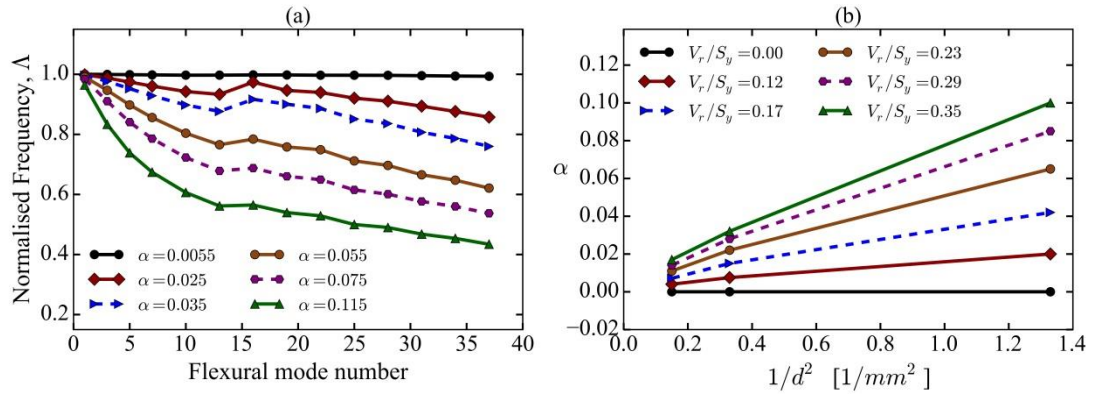 (a)
Normalised Frequency, Λ
1.0
0.8
0.6
0.4
0.2
0 5 10 15 20 25 30 35 40
Flexural mode number
α=0.0055
α=0.025
α=0.035
α=0.055
α=0.075
α=0.115
(b)
α
0.12
0.10
0.08
0.06
0.04
0.02
0.00
−0.02
0.0 0.2 0.4 0.6 0.8 1.0 1.2 1.4
1/d² [1/mm²]
V_r/S_y=0.00
V_r/S_y=0.12
V_r/S_y=0.17
V_r/S_y=0.23
V_r/S_y=0.29
V_r/S_y=0.35